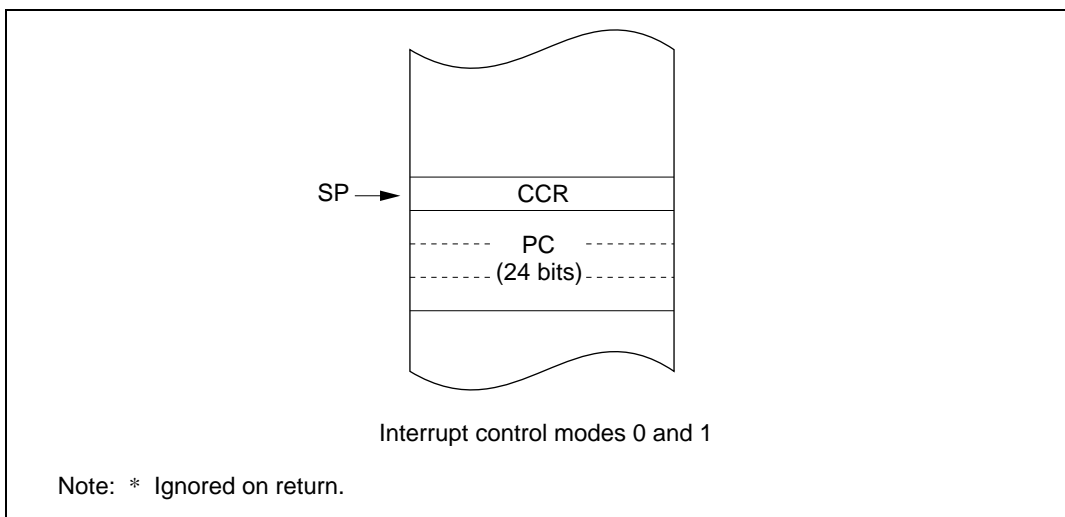 SP
CCR
PC
(24 bits)
Interrupt control modes 0 and 1
Note: * Ignored on return.